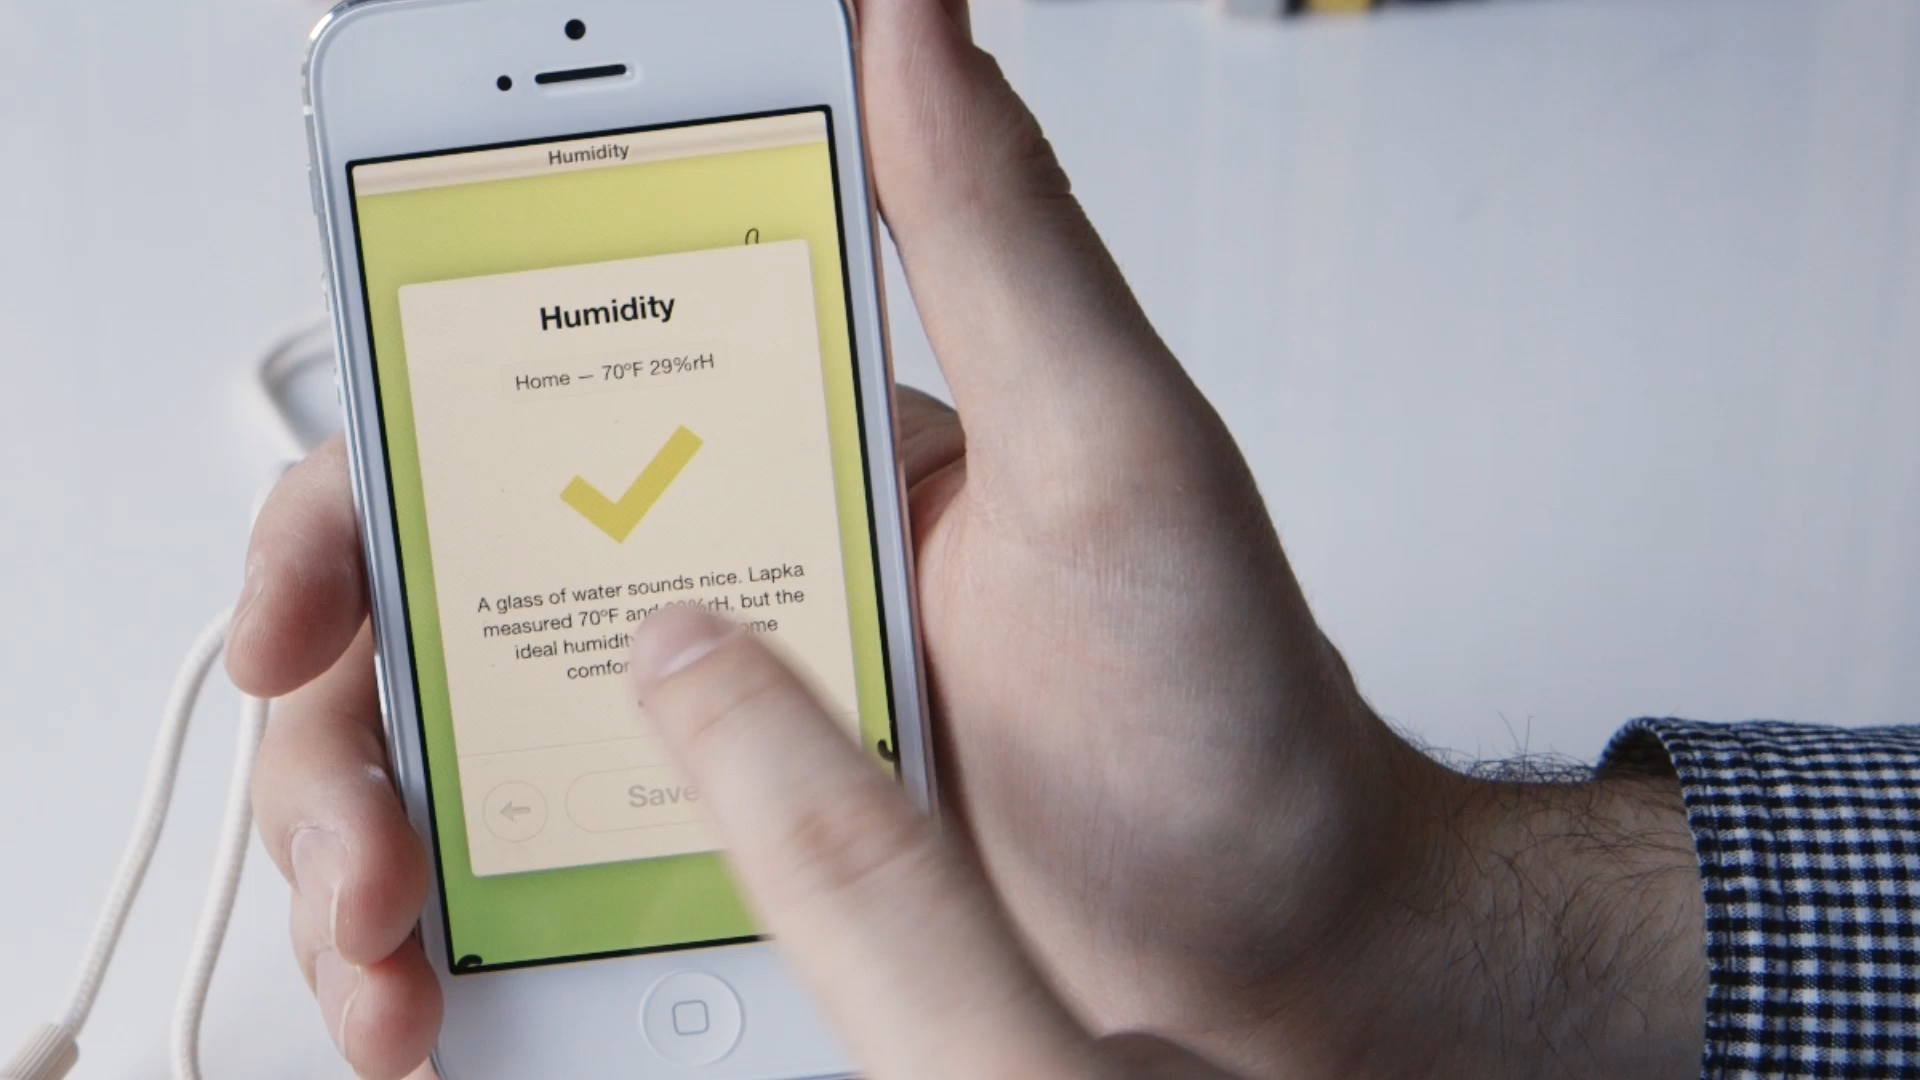 Humidity
Humidity
Home — 70°F 29%rH
A glass of water sounds nice. Lapka
measured 70°F and %rH, but the
ideal humidity
comfor
Save